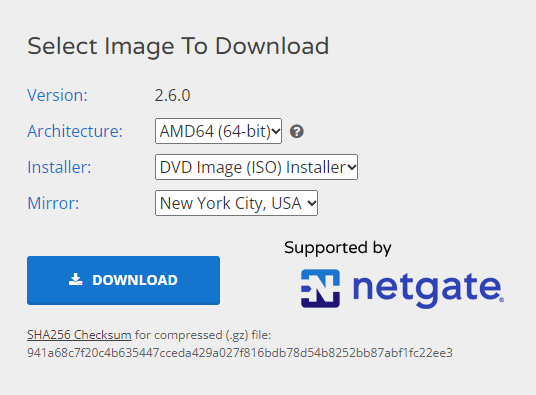 Select Image To Download
Version: 2.6.0
Architecture: AMD64 (64-bit)
Installer: DVD Image (ISO) Installer
Mirror: New York City, USA
Supported by
netgate®
DOWNLOAD
SHA256 Checksum for compressed (.gz) file:
941a68c7f20c4b635447cceda429a027f816bdb78d54b8252bb87abf1fc22ee3